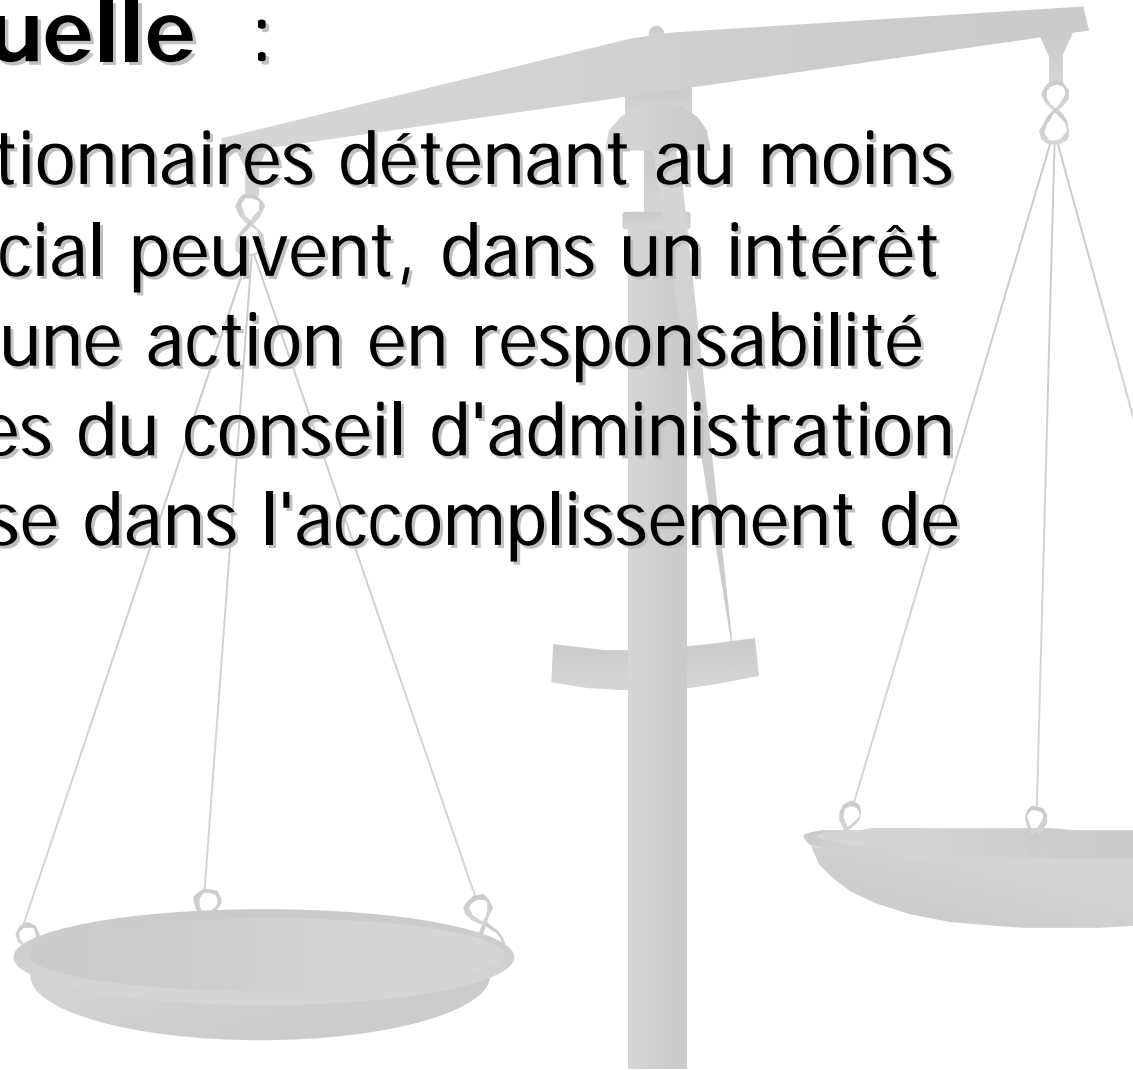 uelle :
tionnaires détenant au moins
cial peuvent, dans un intérêt
une action en responsabilité
es du conseil d'administration
se dans l'accomplissement de